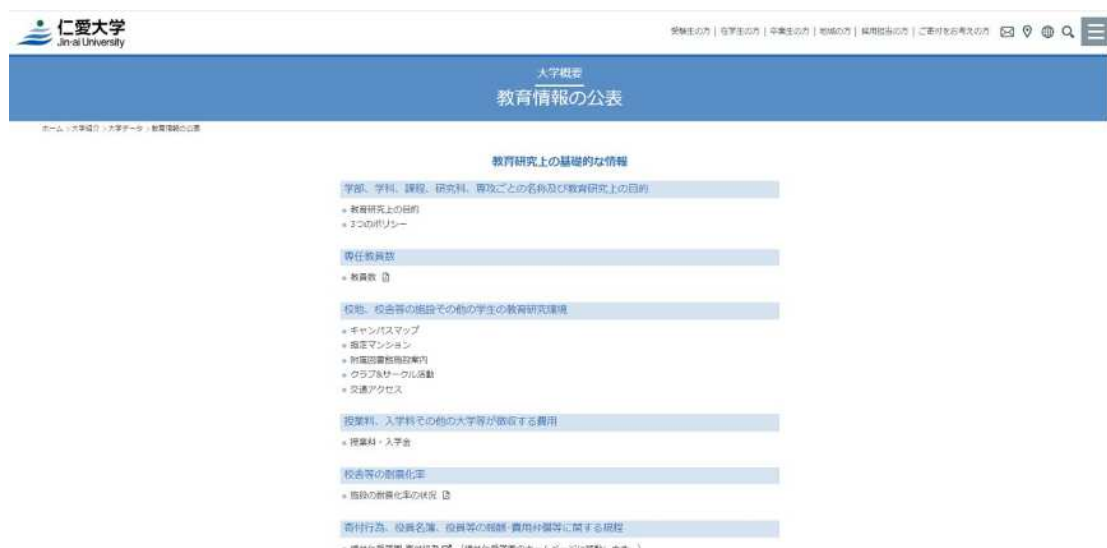 仁愛大学
Jin-ai University
受験生の方 | 在学生の方 | 卒業生の方 | 地域の方 | 採用担当の方 | ご寄付をお考えの方
大学概要
教育情報の公表
ホーム > 大学紹介 > 大学データ > 教育情報の公表
教育研究上の基礎的な情報
学部、学科、課程、研究科、専攻ごとの名称及び教育研究上の目的
» 教育研究上の目的
» 3つのポリシー
専任教員数
» 教員数
校地、校舎等の施設その他の学生の教育研究環境
» キャンパスマップ
» 指定マンション
» 附属図書館施設案内
» クラブ&サークル活動
» 交通アクセス
授業料、入学料その他の大学等が徴収する費用
» 授業料・入学金
校舎等の耐震化率
» 施設の耐震化率の状況
寄付行為、役員名簿、役員等の報酬・費用弁償等に関する規程